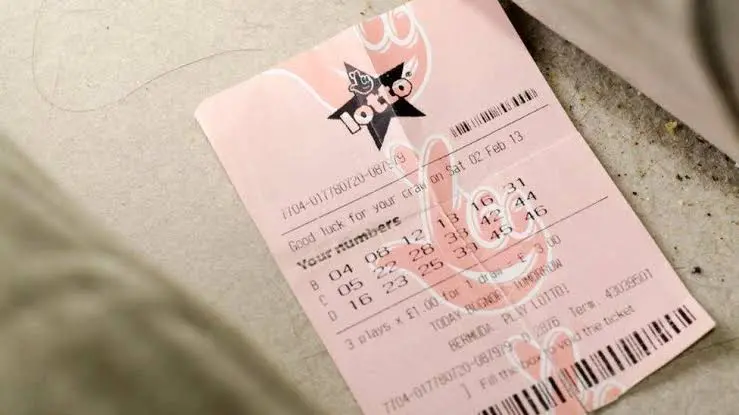 lotto
7704-017780720-087979
Good luck for your draw on Sat 02 Feb 13
Your numbers
B 04 08 12 13 16 31
C 05 22 26 33 42 44
D 16 23 25 39 45 46
3 plays x £1.00 for 1 draw £ 3.00
TODAY BOGNOR, TOMORROW
BERMUDA. PLAY LOTTO!
7704-017780720-087979 2876 Term. 43039501
] Fill the box to void the ticket